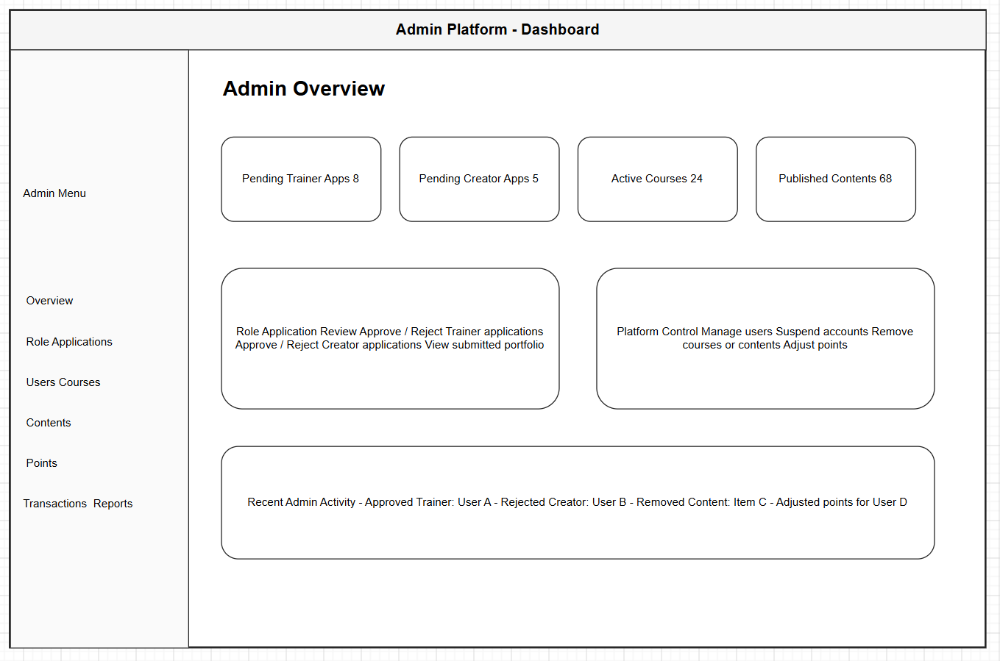 Admin Platform - Dashboard
Admin Overview
Pending Trainer Apps 8
Pending Creator Apps 5
Active Courses 24
Published Contents 68
Admin Menu
Overview
Role Applications
Users Courses
Contents
Points
Transactions  Reports
Role Application Review Approve / Reject Trainer applications
Approve / Reject Creator applications View submitted portfolio
Platform Control Manage users Suspend accounts Remove
courses or contents Adjust points
Recent Admin Activity - Approved Trainer: User A - Rejected Creator: User B - Removed Content: Item C - Adjusted points for User D